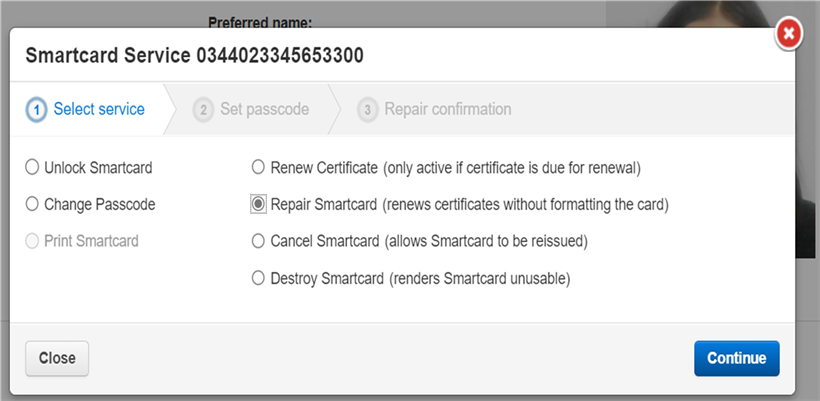 Preferred name:
Smartcard Service 0344023345653300
1 Select service 2 Set passcode 3 Repair confirmation
Unlock Smartcard
Change Passcode
Print Smartcard
Renew Certificate (only active if certificate is due for renewal)
Repair Smartcard (renews certificates without formatting the card)
Cancel Smartcard (allows Smartcard to be reissued)
Destroy Smartcard (renders Smartcard unusable)
Close
Continue